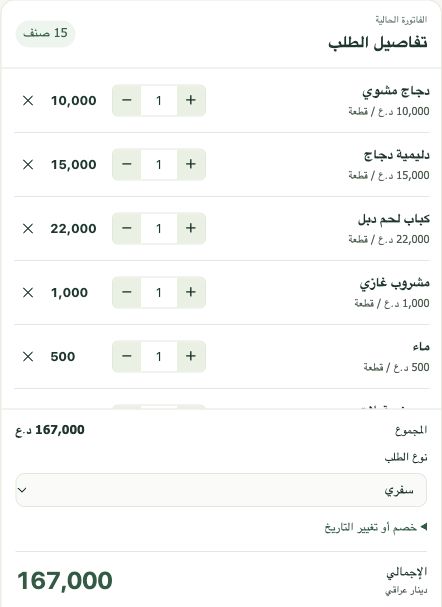 الفاتورة الحالية
تفاصيل الطلب
15 صنف
دجاج مشوي
10,000 د.ع / قطعة
+ 1 −
10,000 ×
دليمية دجاج
15,000 د.ع / قطعة
+ 1 −
15,000 ×
كباب لحم دبل
22,000 د.ع / قطعة
+ 1 −
22,000 ×
مشروب غازي
1,000 د.ع / قطعة
+ 1 −
1,000 ×
ماء
500 د.ع / قطعة
+ 1 −
500 ×
المجموع
167,000 د.ع
نوع الطلب
سفري
◀ خصم أو تغيير التاريخ
الإجمالي
دينار عراقي
167,000